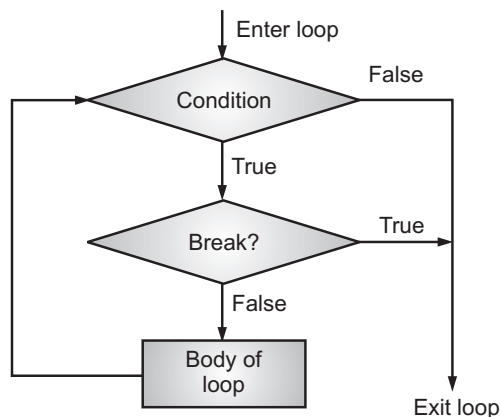 Enter loop
False
Condition
True
True
Break?
False
Body of
loop
Exit loop